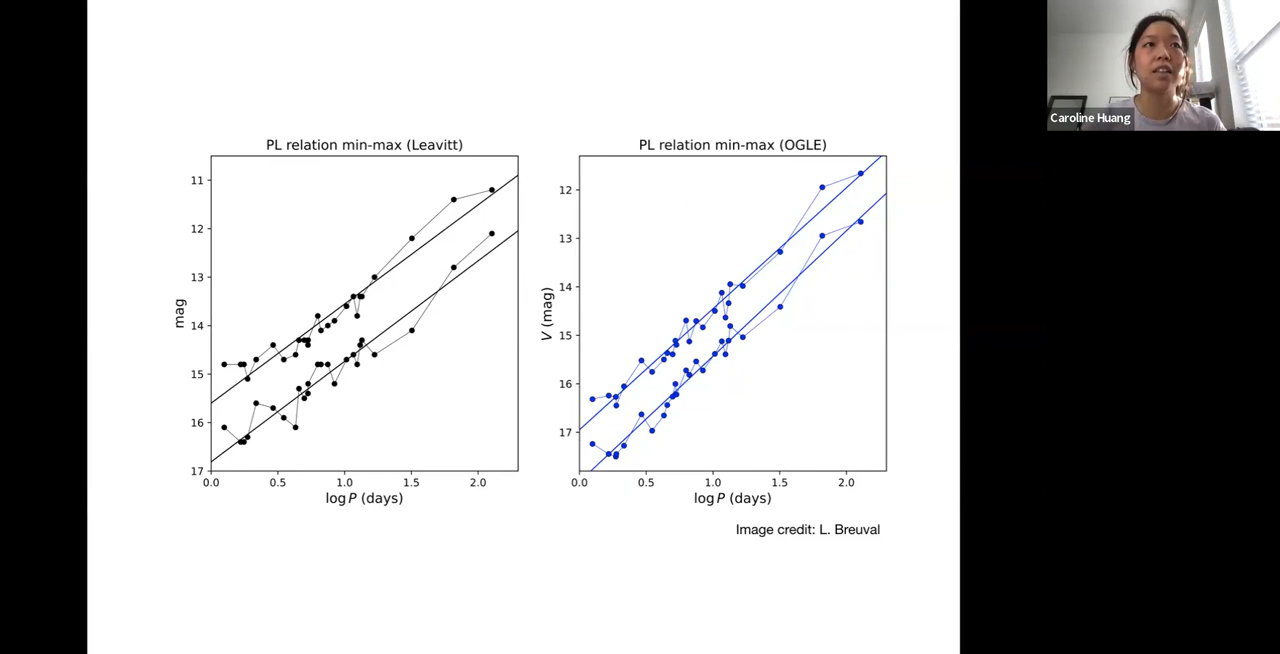 Caroline Huang
PL relation min-max (Leavitt)
11
12
13
14
15
16
17
mag
0.0 0.5 1.0 1.5 2.0
log P (days)
PL relation min-max (OGLE)
12
13
14
15
16
17
V (mag)
0.0 0.5 1.0 1.5 2.0
log P (days)
Image credit: L. Breuval